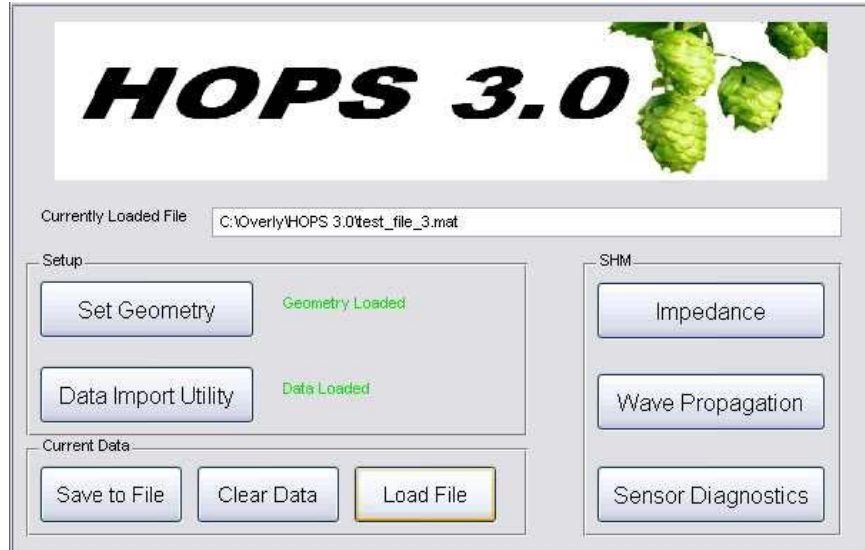 HOPS 3.0
Currently Loaded File C:\Overly\HOPS 3.0\test_file_3.mat
Setup
Set Geometry Geometry Loaded
Data Import Utility Data Loaded
Current Data
Save to File Clear Data Load File
SHM
Impedance
Wave Propagation
Sensor Diagnostics